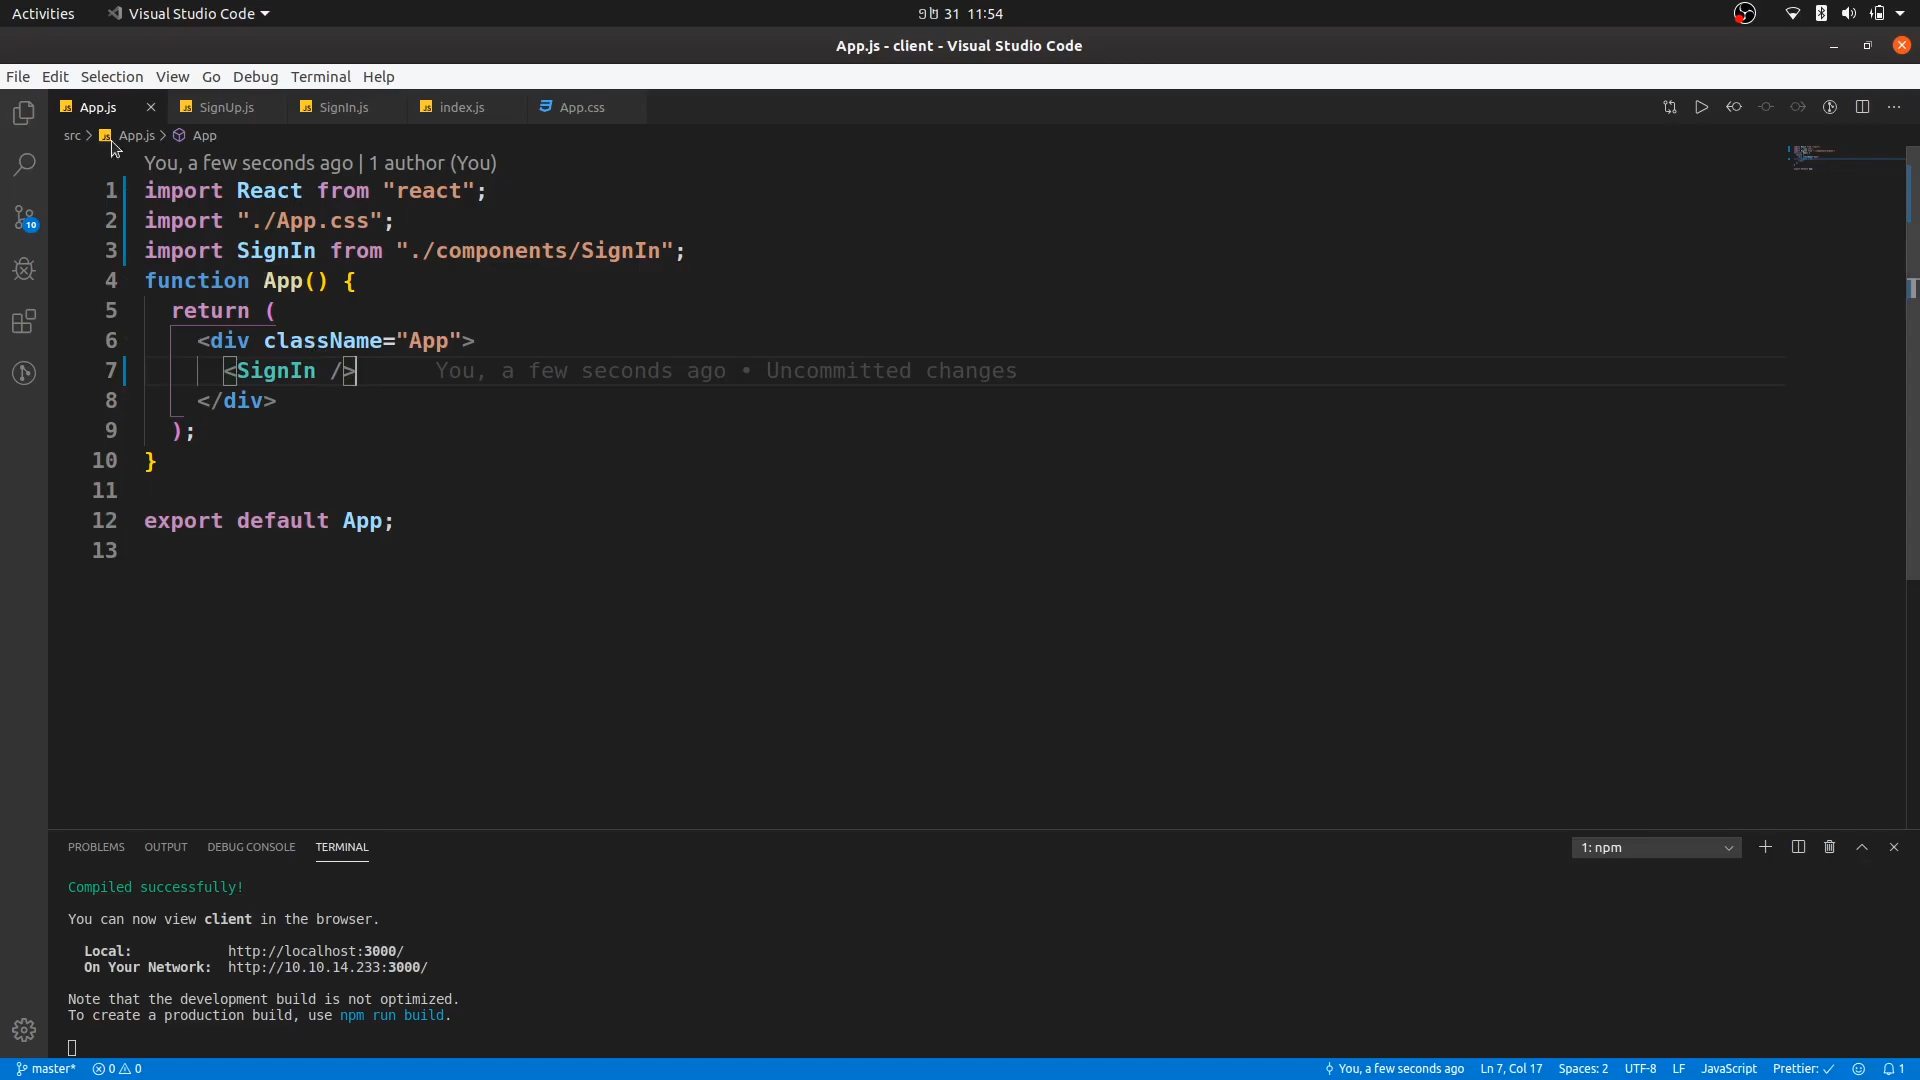 Activities
Visual Studio Code
31 11:54
App.js - client - Visual Studio Code
File Edit Selection View Go Debug Terminal Help
App.js
SignUp.js
SignIn.js
index.js
App.css
src > App.js > App
You, a few seconds ago | 1 author (You)
1 import React from "react";
2 import "./App.css";
3 import SignIn from "./components/SignIn";
4 function App() {
5 return (
6 <div className="App">
7 <SignIn /> You, a few seconds ago • Uncommitted changes
8 </div>
9 );
10 }
11
12 export default App;
13
10
PROBLEMS OUTPUT DEBUG CONSOLE TERMINAL
1: npm
Compiled successfully!
You can now view client in the browser.
Local: http://localhost:3000/
On Your Network: http://10.10.14.233:3000/
Note that the development build is not optimized.
To create a production build, use npm run build.
master* 0 0
You, a few seconds ago Ln 7, Col 17 Spaces: 2 UTF-8 LF JavaScript Prettier: ✓ 1